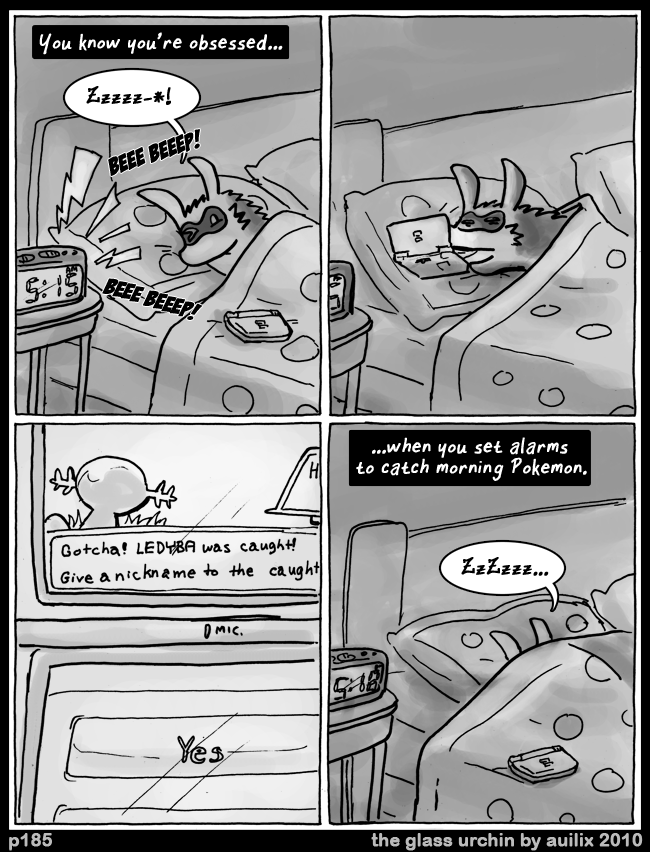 You know you're obsessed...
Zzzzz-*!
BEEE BEEEP!
5:15
AM
BEEE-BEEEP!
Gotcha! LEDYBA was caught!
Give a nickname to the caught
H
MIC.
Yes
...when you set alarms
to catch morning Pokemon.
ZzZzzz...
5:18
p185
the glass urchin by auilix 2010